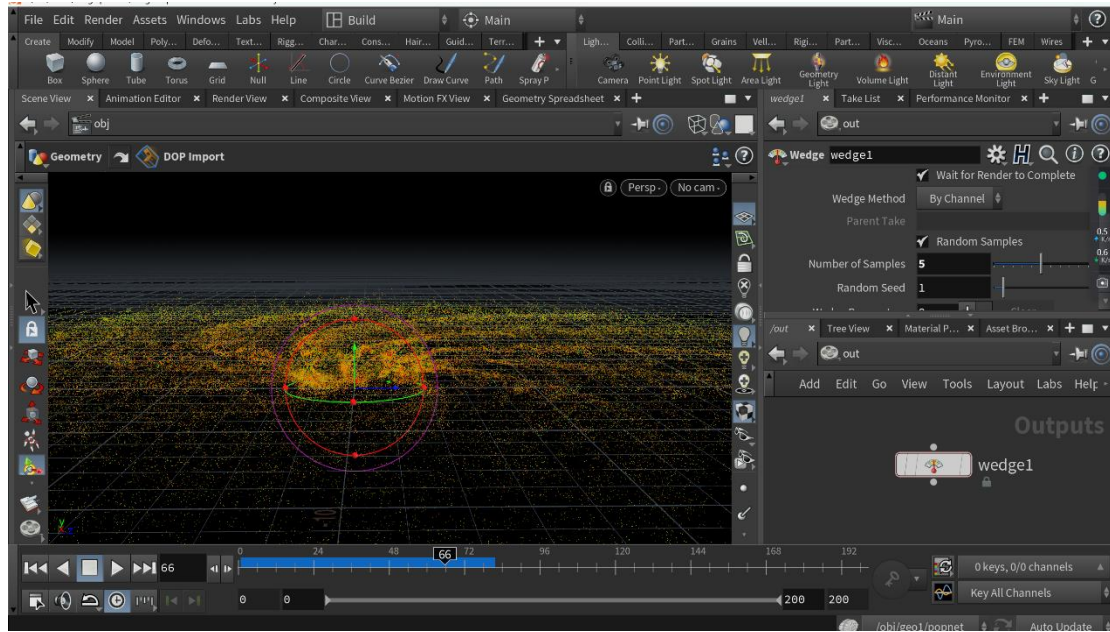 File Edit Render Assets Windows Labs Help Build Main Main
Create Modify Model Poly... Defo... Text... Rigg... Char... Cons... Hair... Guid... Terr... Ligh... Colli... Part... Grains Vell... Rigi... Part... Visc... Oceans Pyro... FEM Wires
Box Sphere Tube Torus Grid Null Line Circle Curve Bezier Draw Curve Path Spray P Camera Point Light Spot Light Area Light Geometry Light Volume Light Distant Light Environment Light Sky Light G
Scene View Animation Editor Render View Composite View Motion FX View Geometry Spreadsheet
wedge1 Take List Performance Monitor
obj
out
Geometry DOP Import
Wedge wedge1
Persp No cam
Wait for Render to Complete
Wedge Method By Channel
Parent Take
Random Samples
Number of Samples 5
Random Seed 1
0.5
0.6
/out Tree View Material P... Asset Bro...
out
Add Edit Go View Tools Layout Labs Help
Outputs
wedge1
10
Y
0 24 48 66 72 96 120 144 168 192
66
0 keys, 0/0 channels
0 0 200 200
Key All Channels
/obj/geo1/popnet Auto Update